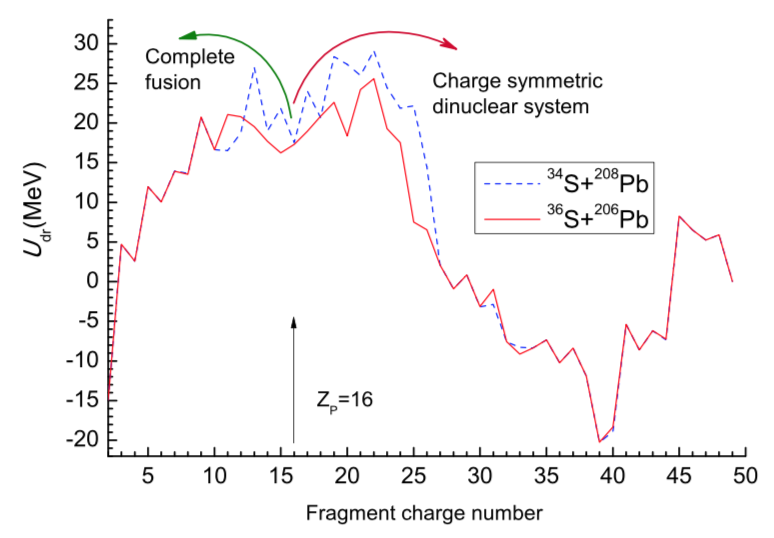 30
25
20
15
10
5
0
-5
-10
-15
-20
U_dr(MeV)
Complete
fusion
Charge symmetric
dinuclear system
³⁴S+²⁰⁸Pb
³⁶S+²⁰⁶Pb
Z_P=16
5 10 15 20 25 30 35 40 45 50
Fragment charge number